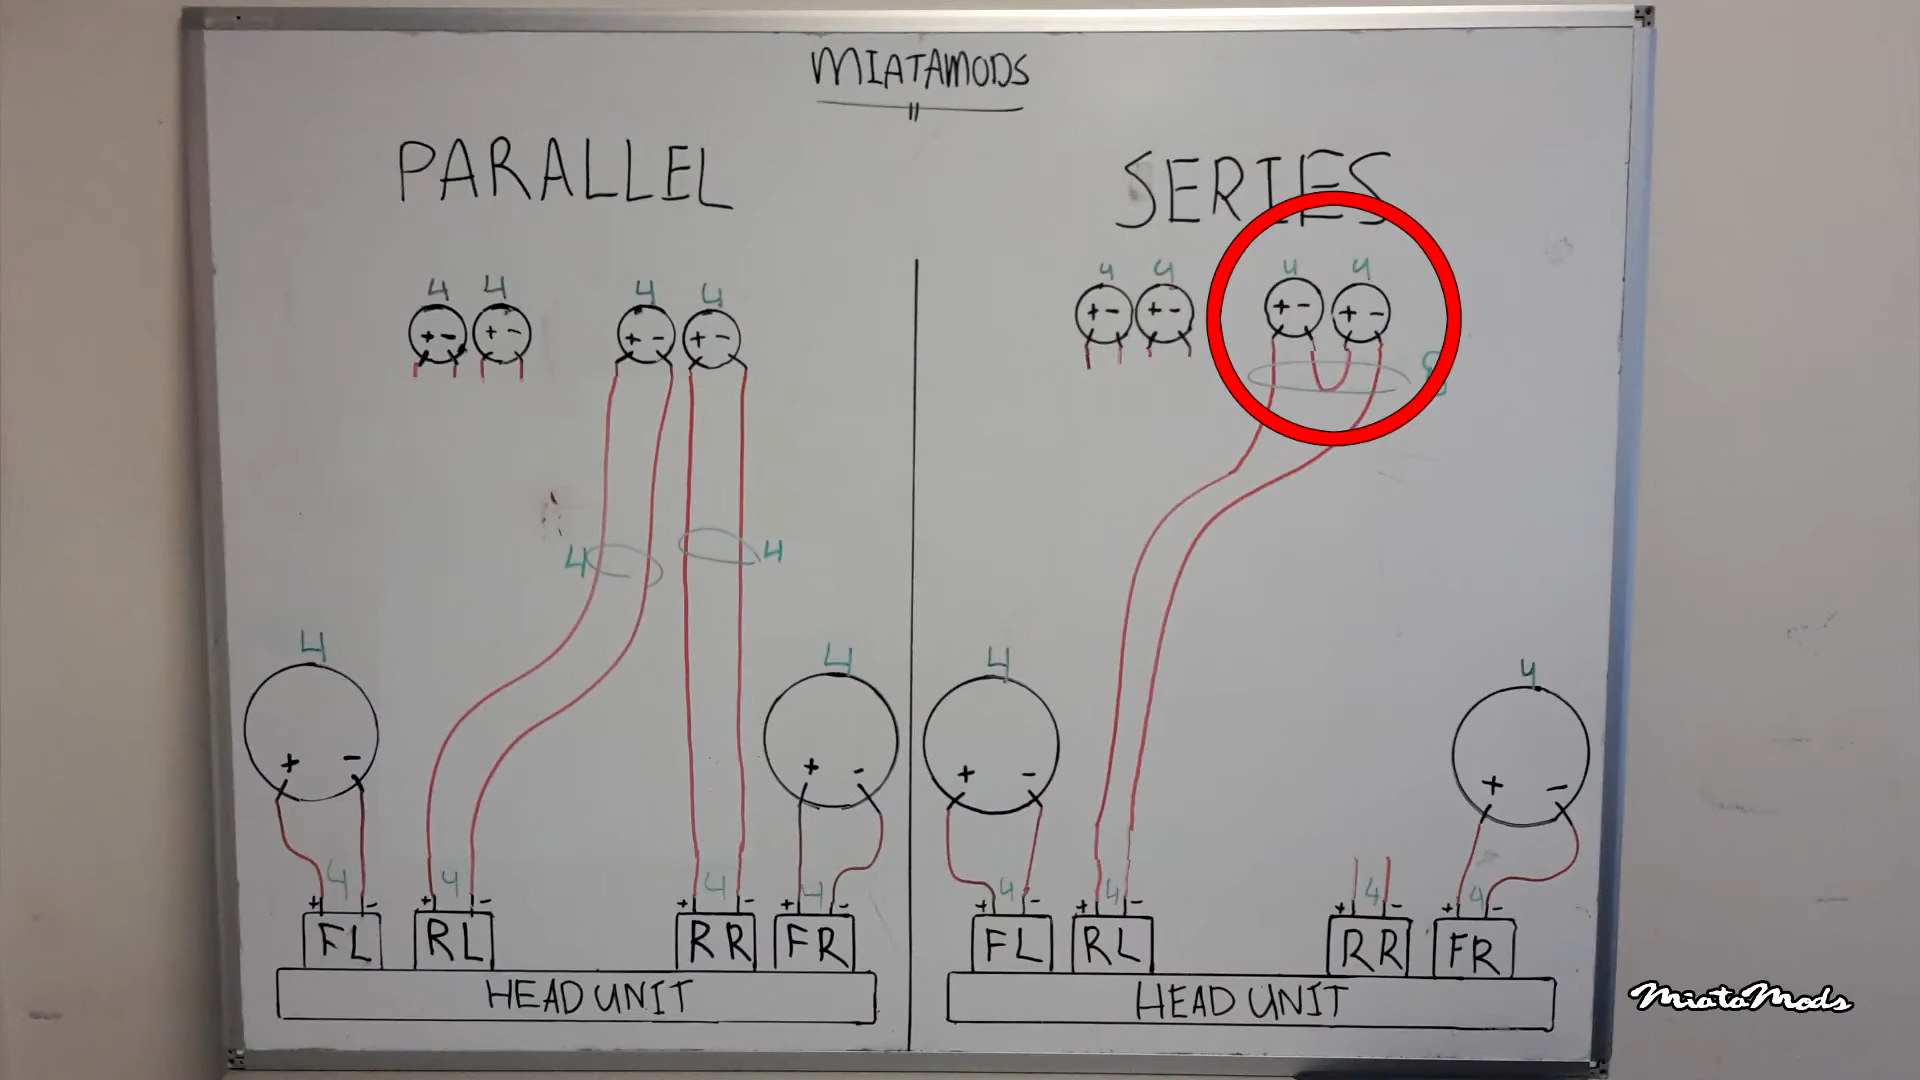 MIATAMODS
PARALLEL
SERIES
4 4 4 4
+ - + - + - + -
4 4 4 4
+ - + - + - + -
8
4 4
4 4 4 4
+ - + - + - + -
4 4 4 4 4 4 4 4
+ - + - + - + - + - + - + - + -
FL RL RR FR
FL RL RR FR
HEAD UNIT
HEAD UNIT
MiataMods